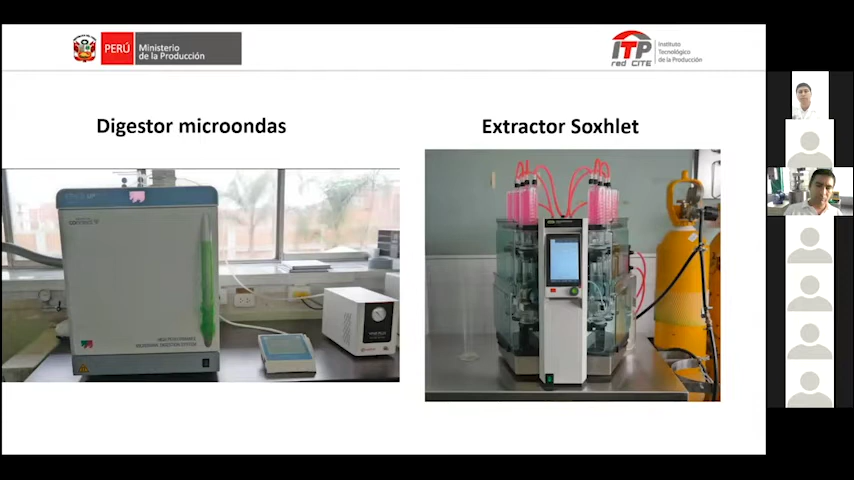 PERÚ
Ministerio
de la Producción
ITP
red CITE
Instituto
Tecnológico
de la Producción
Digestor microondas
Extractor Soxhlet